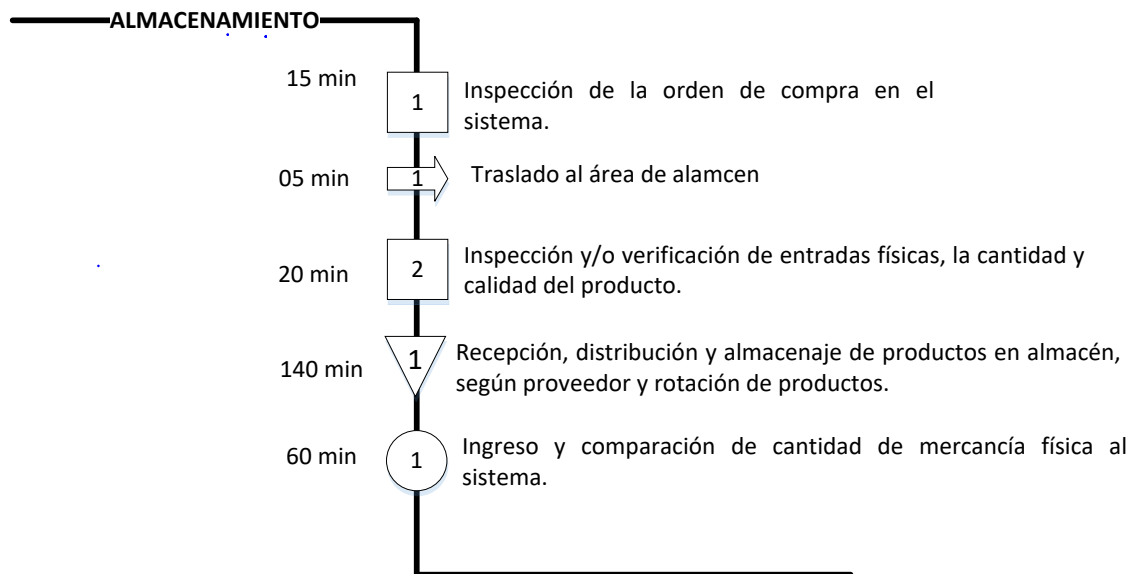 ALMACENAMIENTO
15 min
1
Inspección de la orden de compra en el
sistema.
05 min
1
Traslado al área de alamcen
20 min
2
Inspección y/o verificación de entradas físicas, la cantidad y
calidad del producto.
140 min
1
Recepción, distribución y almacenaje de productos en almacén,
según proveedor y rotación de productos.
60 min
1
Ingreso y comparación de cantidad de mercancía física al
sistema.